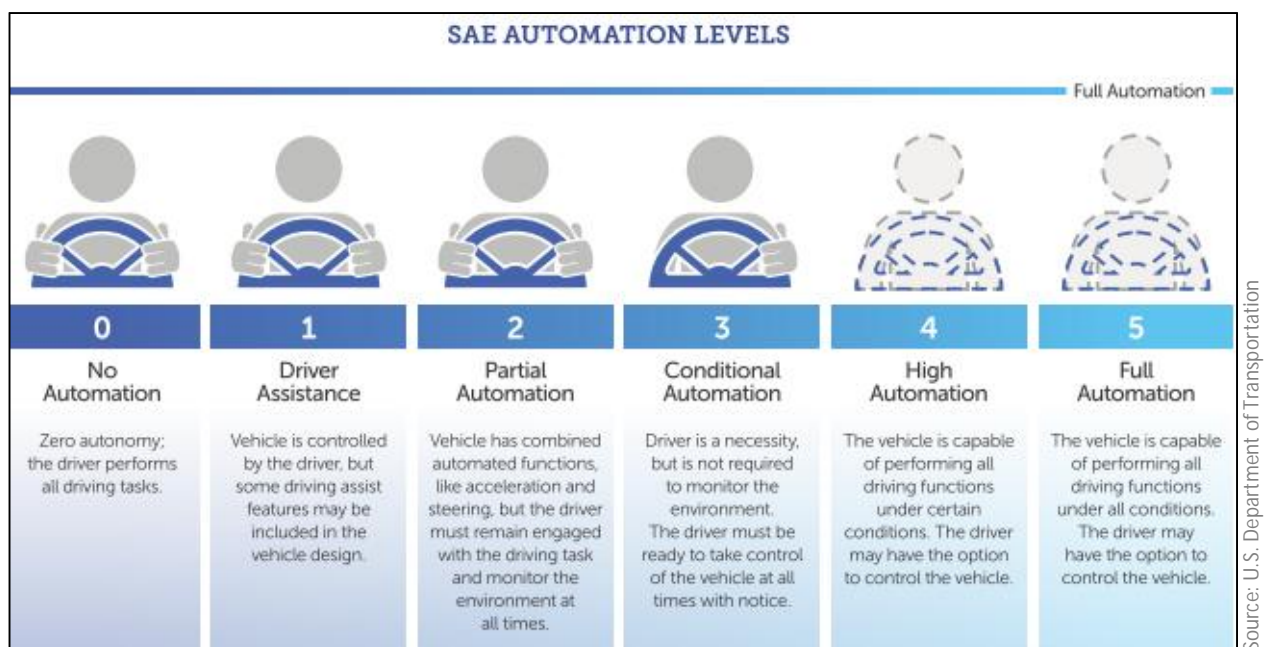 SAE AUTOMATION LEVELS
Full Automation
0
No
Automation
Zero autonomy;
the driver performs
all driving tasks.
1
Driver
Assistance
Vehicle is controlled
by the driver, but
some driving assist
features may be
included in the
vehicle design.
2
Partial
Automation
Vehicle has combined
automated functions,
like acceleration and
steering, but the driver
must remain engaged
with the driving task
and monitor the
environment at
all times.
3
Conditional
Automation
Driver is a necessity,
but is not required
to monitor the
environment.
The driver must be
ready to take control
of the vehicle at all
times with notice.
4
High
Automation
The vehicle is capable
of performing all
driving functions
under certain
conditions. The driver
may have the option
to control the vehicle.
5
Full
Automation
The vehicle is capable
of performing all
driving functions
under all conditions.
The driver may
have the option to
control the vehicle.
Source: U.S. Department of Transportation